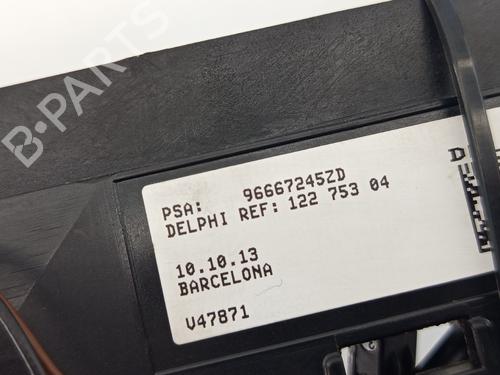 B-PARTS
PSA: 96667245ZD
DELPHI REF: 122 753 04
10.10.13
BARCELONA
V47871